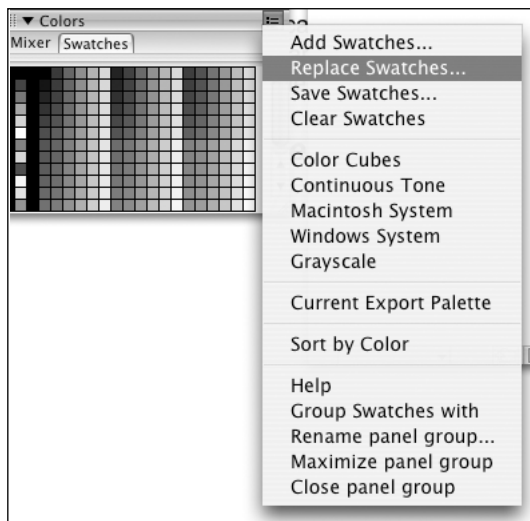 Colors
Mixer Swatches
Add Swatches...
Replace Swatches...
Save Swatches...
Clear Swatches
Color Cubes
Continuous Tone
Macintosh System
Windows System
Grayscale
Current Export Palette
Sort by Color
Help
Group Swatches with
Rename panel group...
Maximize panel group
Close panel group